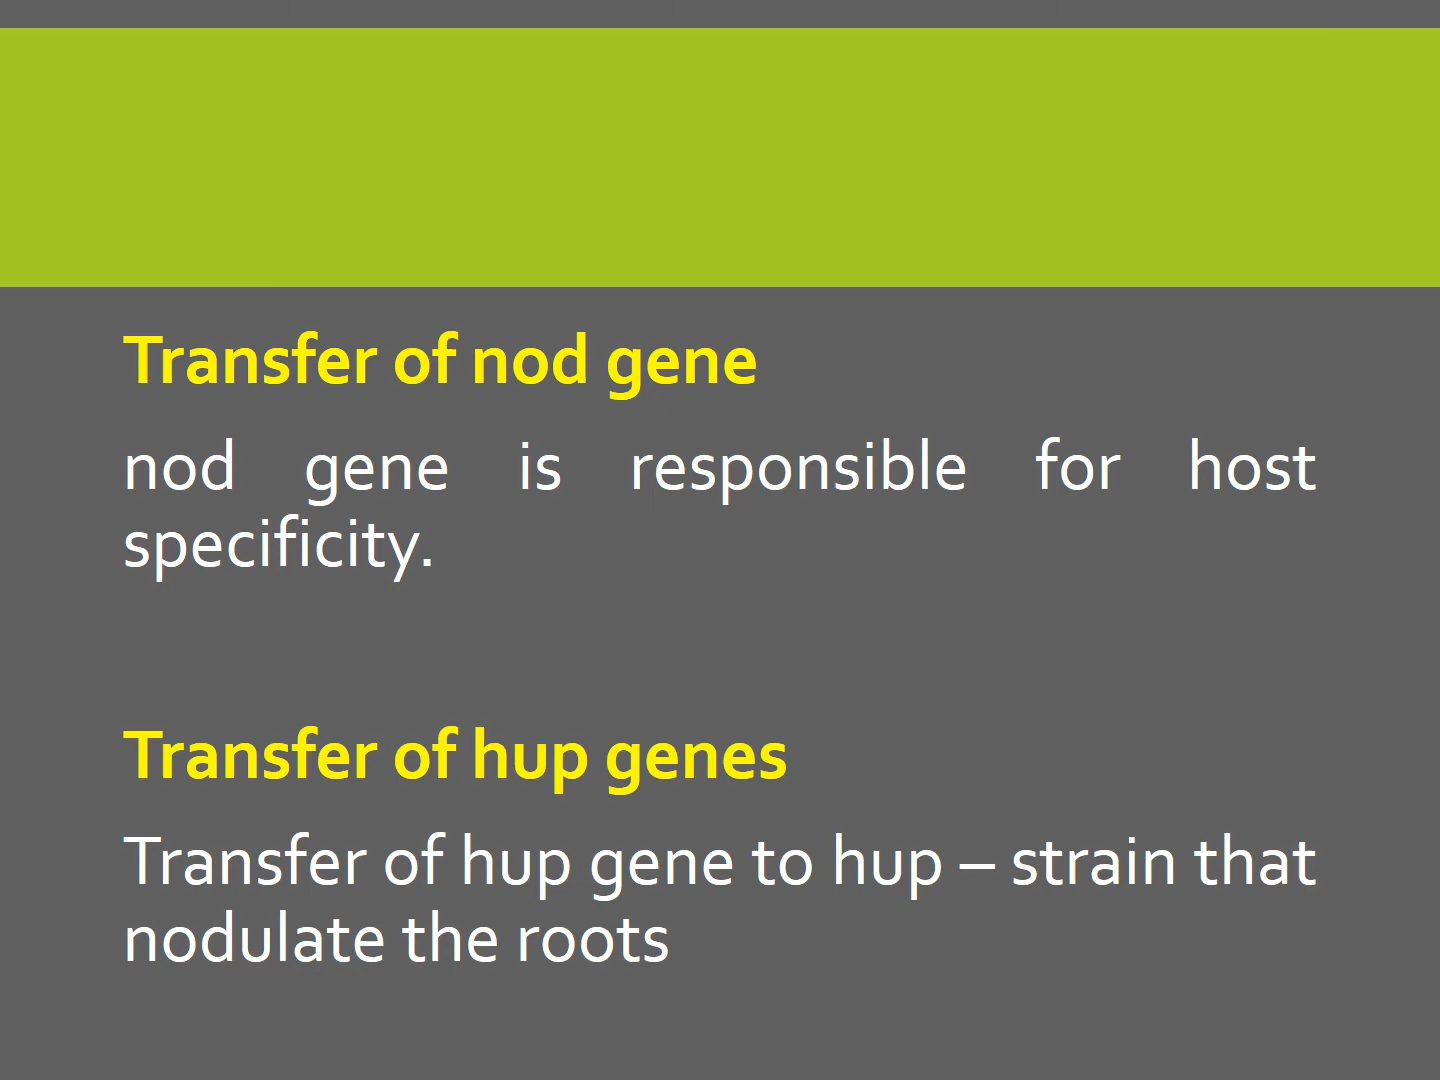 Transfer of nod gene
nod gene is responsible for host
specificity.
Transfer of hup genes
Transfer of hup gene to hup – strain that
nodulate the roots